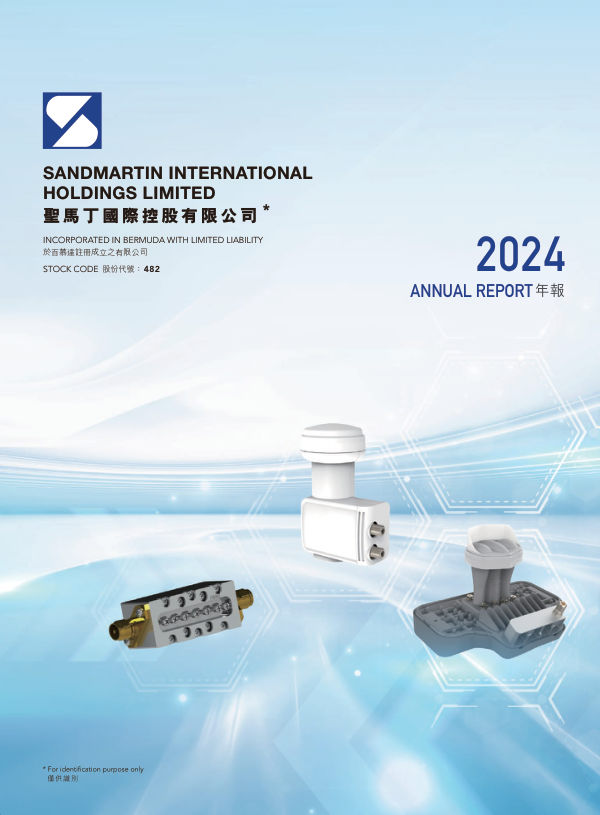 SANDMARTIN INTERNATIONAL
HOLDINGS LIMITED
聖馬丁國際控股有限公司*
INCORPORATED IN BERMUDA WITH LIMITED LIABILITY
於百慕達註冊成立之有限公司
STOCK CODE 股份代號：482
2024
ANNUAL REPORT 年報
* For identification purpose only
僅供識別